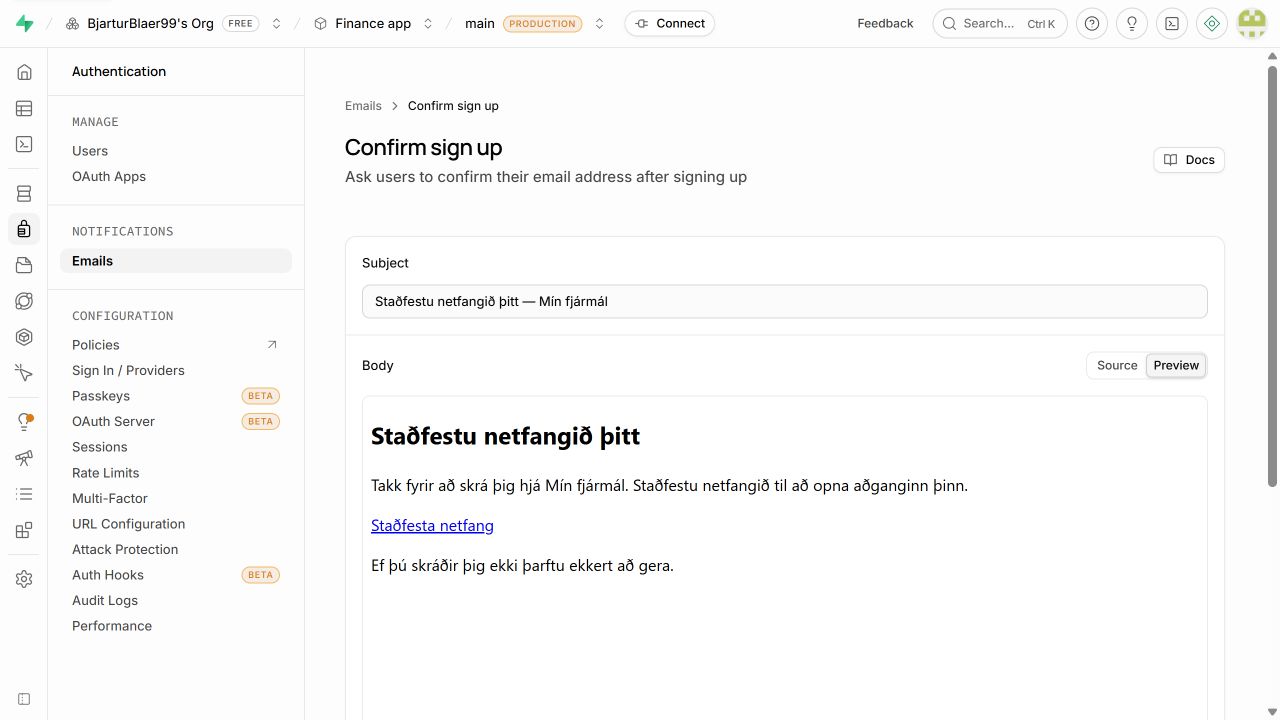 BjarturBlaer99's Org FREE
Finance app
main PRODUCTION
Connect
Feedback
Search... Ctrl K
Authentication
MANAGE
Users
OAuth Apps
NOTIFICATIONS
Emails
CONFIGURATION
Policies
Sign In / Providers
Passkeys BETA
OAuth Server BETA
Sessions
Rate Limits
Multi-Factor
URL Configuration
Attack Protection
Auth Hooks BETA
Audit Logs
Performance
Emails > Confirm sign up
Confirm sign up
Ask users to confirm their email address after signing up
Docs
Subject
Staðfestu netfangið þitt — Mín fjármál
Body
Source Preview
Staðfestu netfangið þitt
Takk fyrir að skrá þig hjá Mín fjármál. Staðfestu netfangið til að opna aðganginn þinn.
Staðfesta netfang
Ef þú skráðir þig ekki þarftu ekkert að gera.